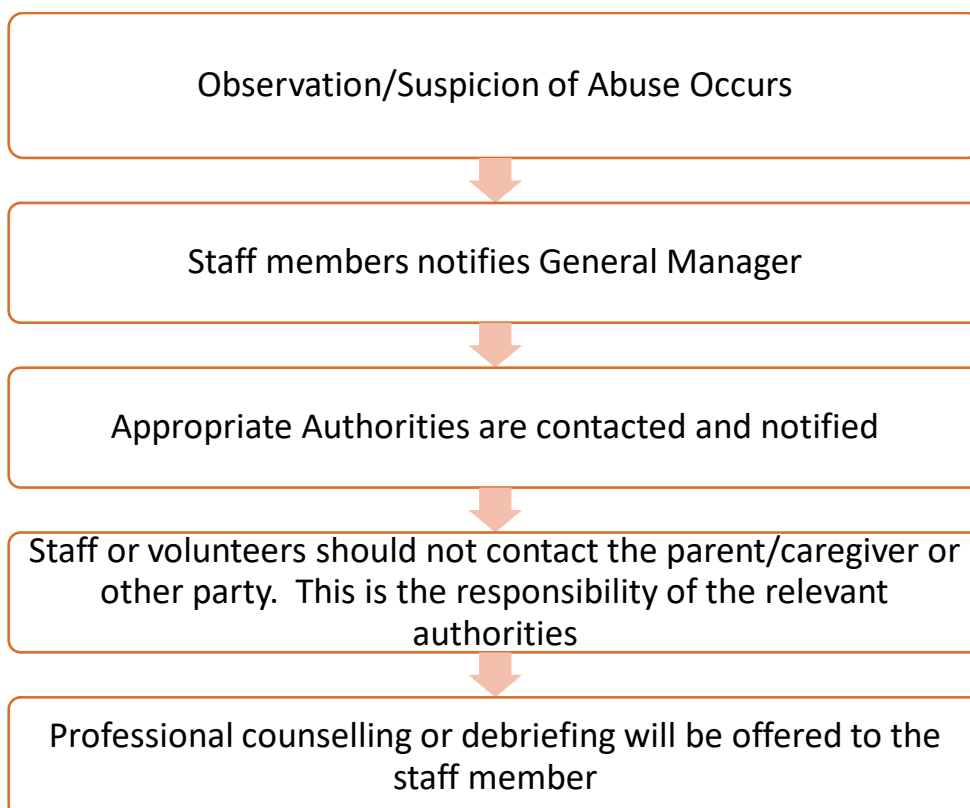 Observation/Suspicion of Abuse Occurs
Staff members notifies General Manager
Appropriate Authorities are contacted and notified
Staff or volunteers should not contact the parent/caregiver or
other party.  This is the responsibility of the relevant
authorities
Professional counselling or debriefing will be offered to the
staff member